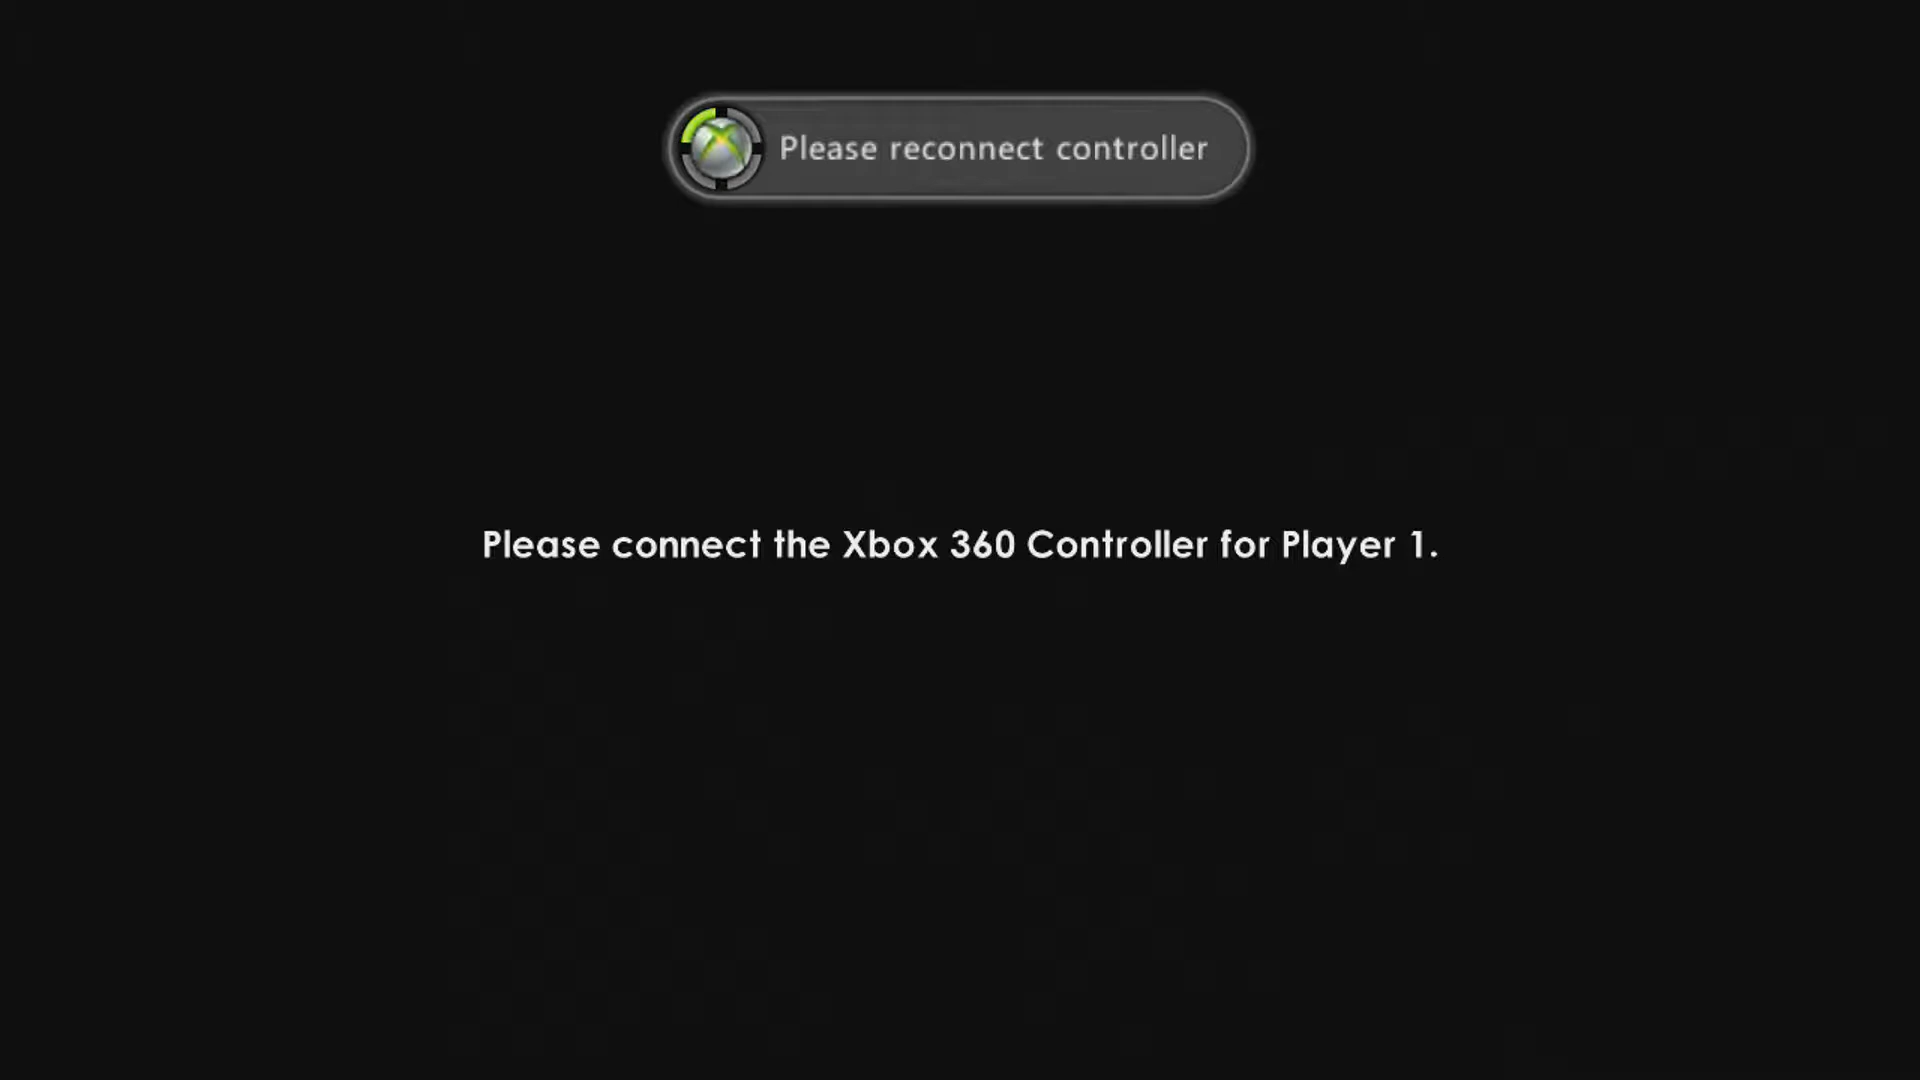 Please reconnect controller
Please connect the Xbox 360 Controller for Player 1.